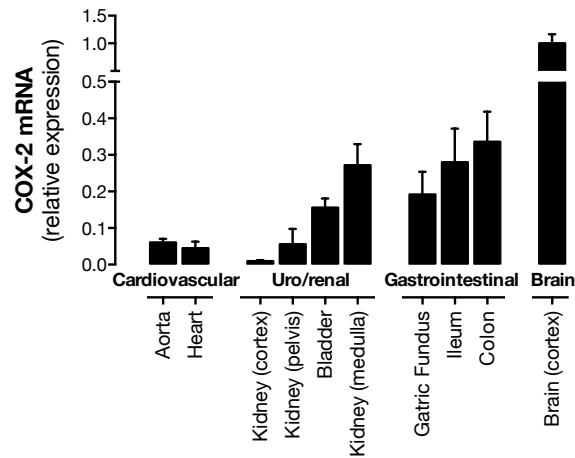 COX-2 mRNA
(relative expression)
1.5
1.0
0.5
0.5
0.4
0.3
0.2
0.1
0.0
Cardiovascular Uro/renal Gastrointestinal Brain
Aorta
Heart
Kidney (cortex)
Kidney (pelvis)
Bladder
Kidney (medulla)
Gatric Fundus
Ileum
Colon
Brain (cortex)